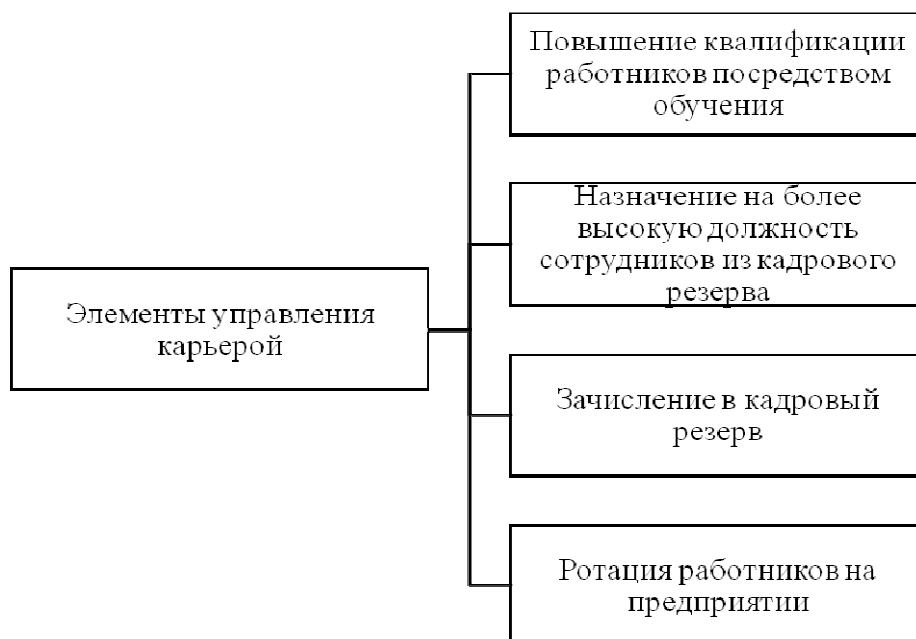 Повышение квалификации
работников посредством
обучения
Назначение на более
высокую должность
сотрудников из кадрового
резерва
Элементы управления
карьерой
Зачисление в кадровый
резерв
Ротация работников на
предприятии